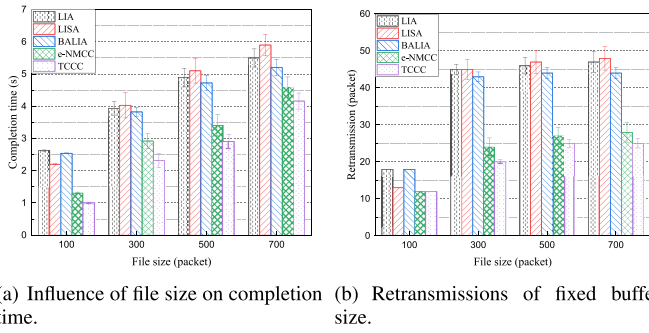 7
6
5
4
3
2
1
0
Completion time (s)
LIA
LISA
BALIA
e-NMCC
TCCC
100 300 500 700
File size (packet)
60
50
40
30
20
10
0
Retransmission (packet)
LIA
LISA
BALIA
e-NMCC
TCCC
100 300 500 700
File size (packet)
(a) Influence of file size on completion
time.
(b) Retransmissions of fixed buffe
size.